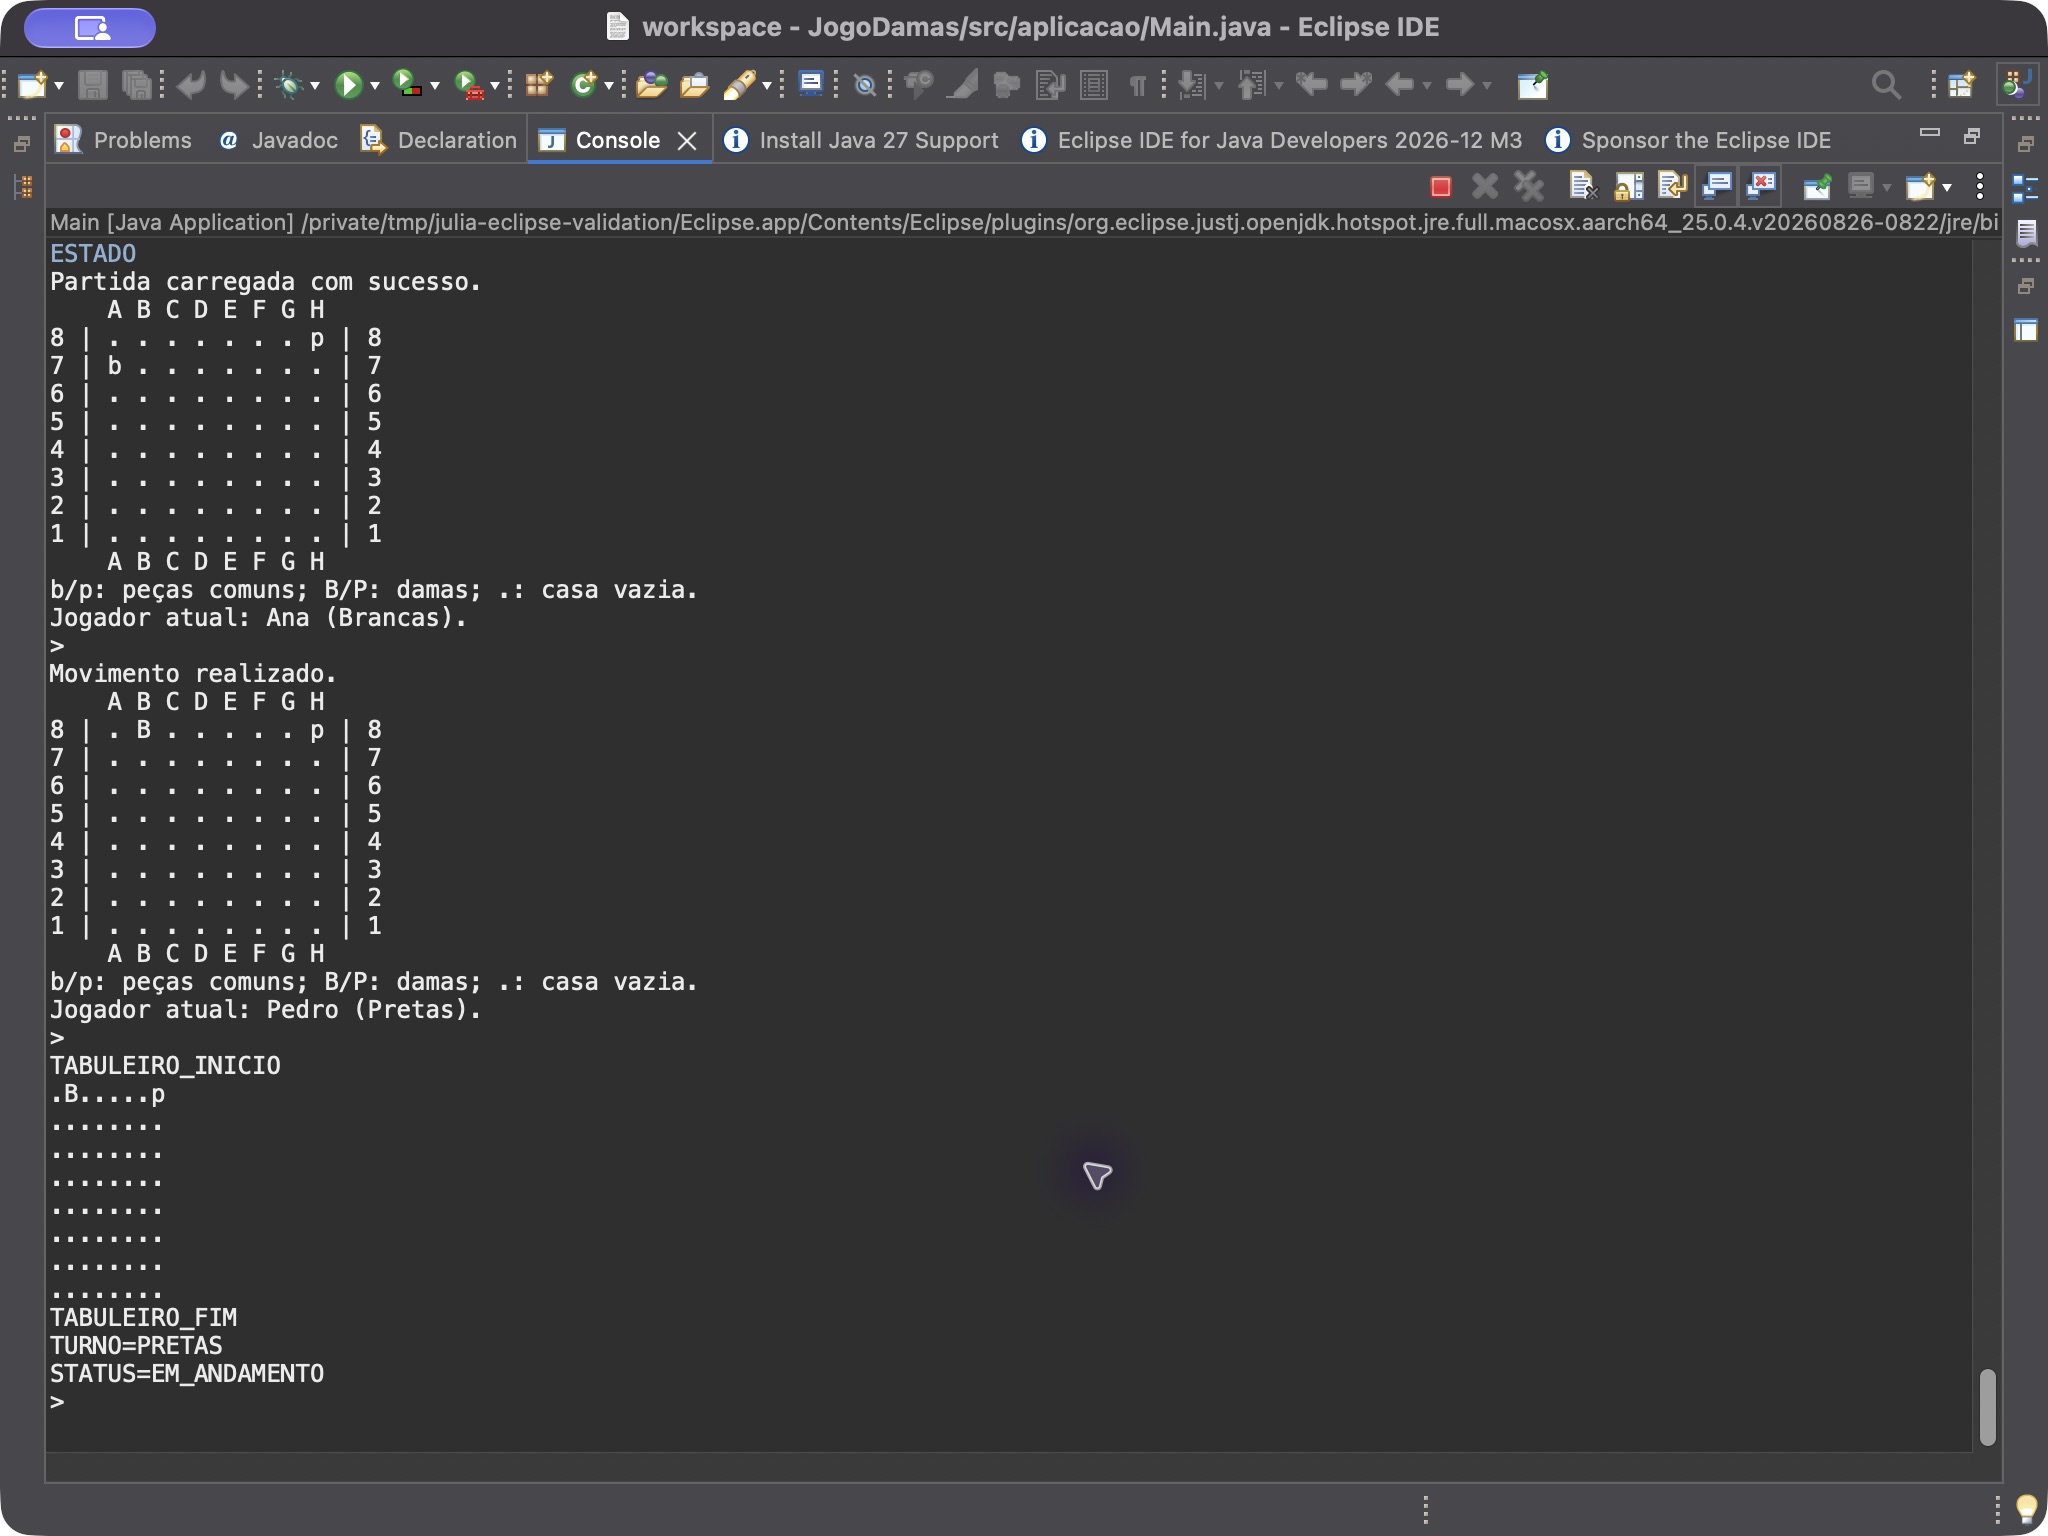 workspace - JogoDamas/src/aplicacao/Main.java - Eclipse IDE
Problems @ Javadoc Declaration Console Install Java 27 Support Eclipse IDE for Java Developers 2026-12 M3 Sponsor the Eclipse IDE
Main [Java Application] /private/tmp/julia-eclipse-validation/Eclipse.app/Contents/Eclipse/plugins/org.eclipse.justj.openjdk.hotspot.jre.full.macosx.aarch64_25.0.4.v20260826-0822/jre/bi
ESTADO
Partida carregada com sucesso.
    A B C D E F G H
8 | . . . . . . . p | 8
7 | b . . . . . . . | 7
6 | . . . . . . . . | 6
5 | . . . . . . . . | 5
4 | . . . . . . . . | 4
3 | . . . . . . . . | 3
2 | . . . . . . . . | 2
1 | . . . . . . . . | 1
    A B C D E F G H
b/p: peças comuns; B/P: damas; .: casa vazia.
Jogador atual: Ana (Brancas).
>
Movimento realizado.
    A B C D E F G H
8 | . B . . . . . p | 8
7 | . . . . . . . . | 7
6 | . . . . . . . . | 6
5 | . . . . . . . . | 5
4 | . . . . . . . . | 4
3 | . . . . . . . . | 3
2 | . . . . . . . . | 2
1 | . . . . . . . . | 1
    A B C D E F G H
b/p: peças comuns; B/P: damas; .: casa vazia.
Jogador atual: Pedro (Pretas).
>
TABULEIRO_INICIO
.B.....p
........
........
........
........
........
........
........
TABULEIRO_FIM
TURNO=PRETAS
STATUS=EM_ANDAMENTO
>